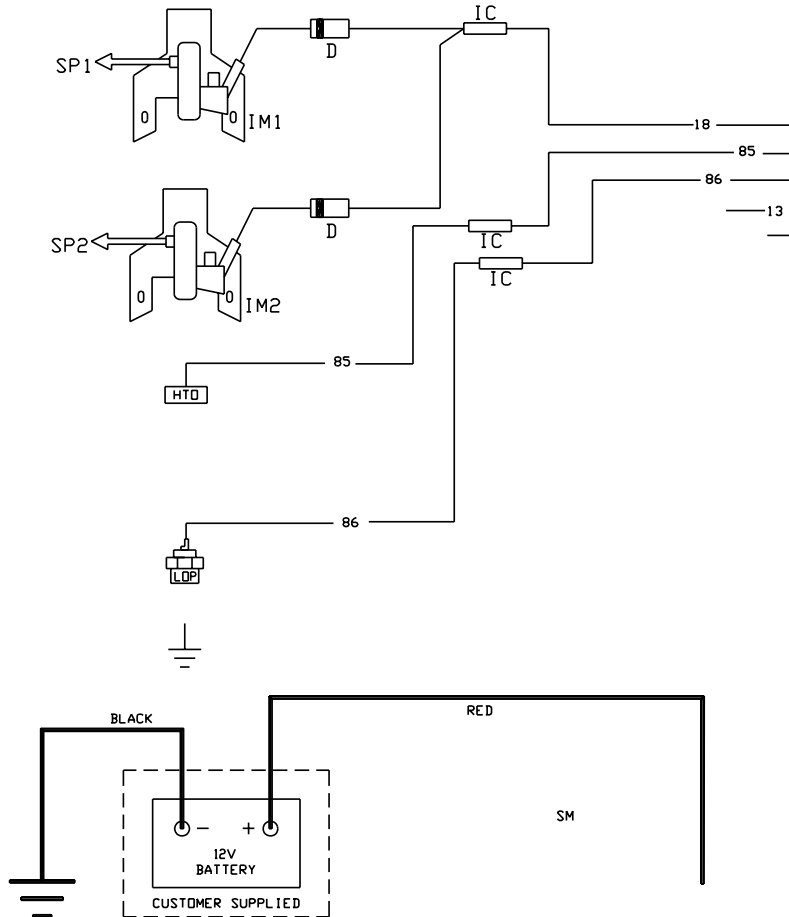 IC
SP1
D
IM1
18
85
86
13
SP2
D
IC
IC
IM2
85
HTO
86
LOP
BLACK
RED
- +
12V
BATTERY
SM
CUSTOMER SUPPLIED